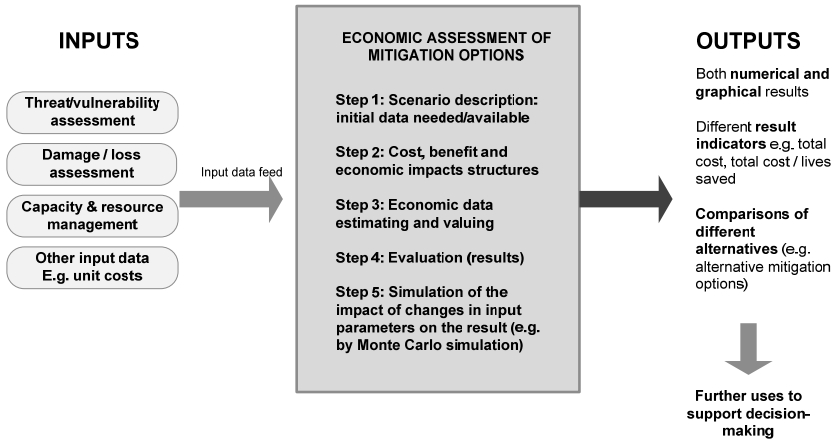 INPUTS
Threat/vulnerability
assessment
Damage / loss
assessment
Capacity & resource
management
Other input data
E.g. unit costs
Input data feed
ECONOMIC ASSESSMENT OF
MITIGATION OPTIONS
Step 1: Scenario description:
initial data needed/available
Step 2: Cost, benefit and
economic impacts structures
Step 3: Economic data
estimating and valuing
Step 4: Evaluation (results)
Step 5: Simulation of the
impact of changes in input
parameters on the result (e.g.
by Monte Carlo simulation)
OUTPUTS
Both numerical and
graphical results
Different result
indicators e.g. total
cost, total cost / lives
saved
Comparisons of
different
alternatives (e.g.
alternative mitigation
options)
Further uses to
support decision-
making